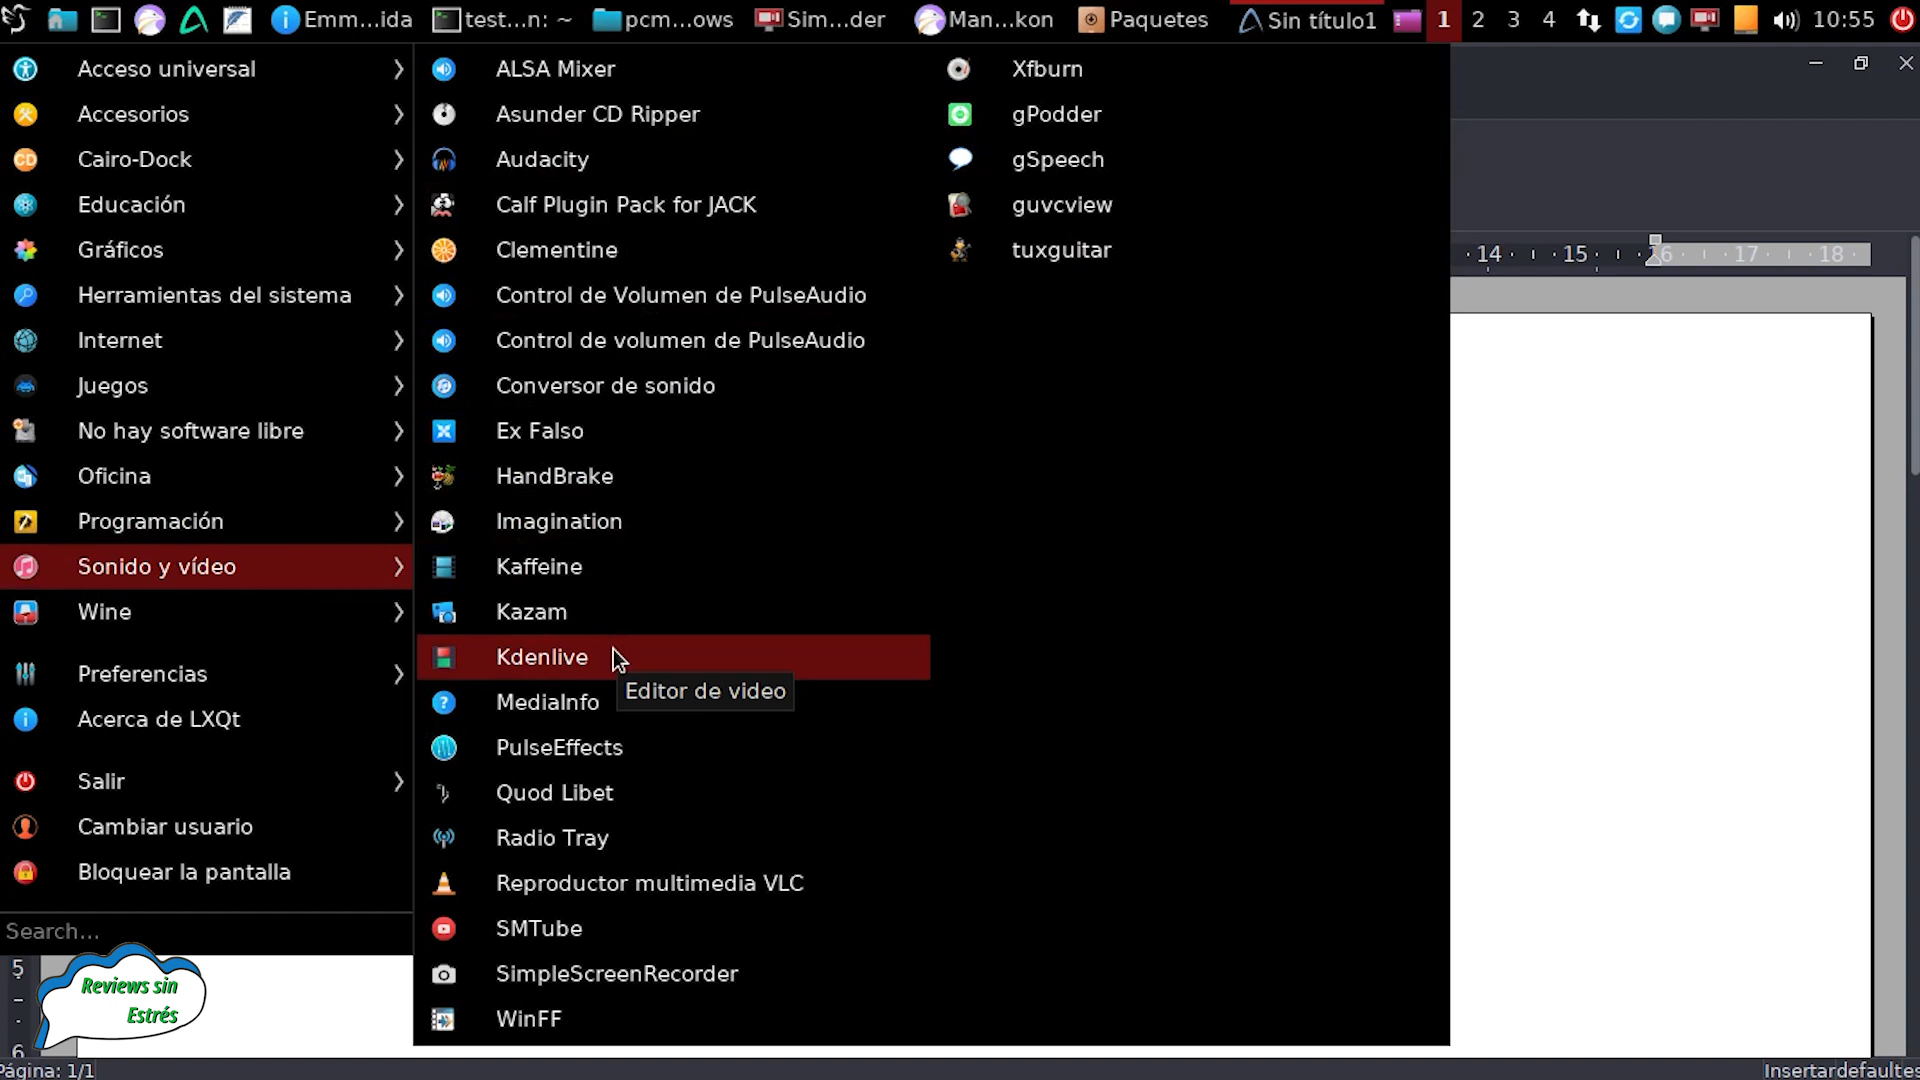 Emm...ida
test...n: ~
pcm...ows
Sim...der
Man...kon
Paquetes
Sin título1
1
2
3
4
10:55
Acceso universal
Accesorios
Cairo-Dock
Educación
Gráficos
Herramientas del sistema
Internet
Juegos
No hay software libre
Oficina
Programación
Sonido y vídeo
Wine
Preferencias
Acerca de LXQt
Salir
Cambiar usuario
Bloquear la pantalla
Search...
ALSA Mixer
Asunder CD Ripper
Audacity
Calf Plugin Pack for JACK
Clementine
Control de Volumen de PulseAudio
Control de volumen de PulseAudio
Conversor de sonido
Ex Falso
HandBrake
Imagination
Kaffeine
Kazam
Kdenlive
Editor de video
MediaInfo
PulseEffects
Quod Libet
Radio Tray
Reproductor multimedia VLC
SMTube
SimpleScreenRecorder
WinFF
Xfburn
gPodder
gSpeech
guvcview
tuxguitar
14 15 16 17 18
5
6
Reviews sin
Estrés
Página: 1/1
Insertar
defaultes